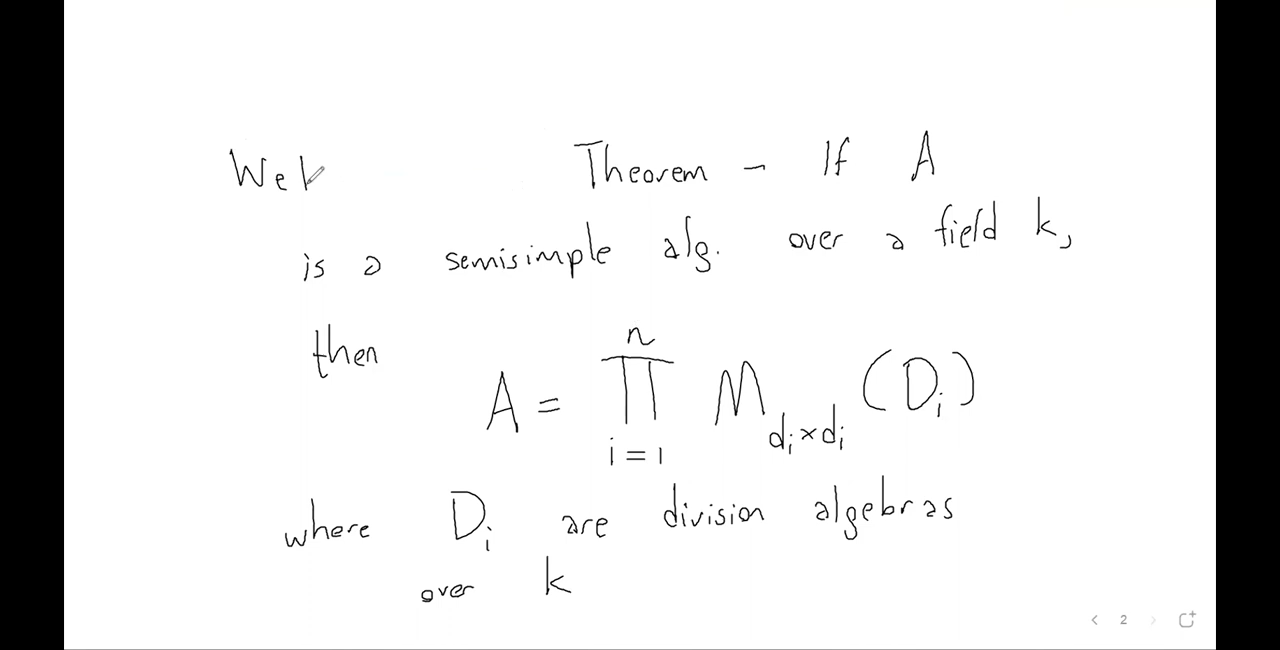 Wek Theorem – If A
is a semisimple alg. over a field k,
then
A = ∏_{i=1}^{n} M_{d_i×d_i} (D_i)
where D_i are division algebras
over k
2